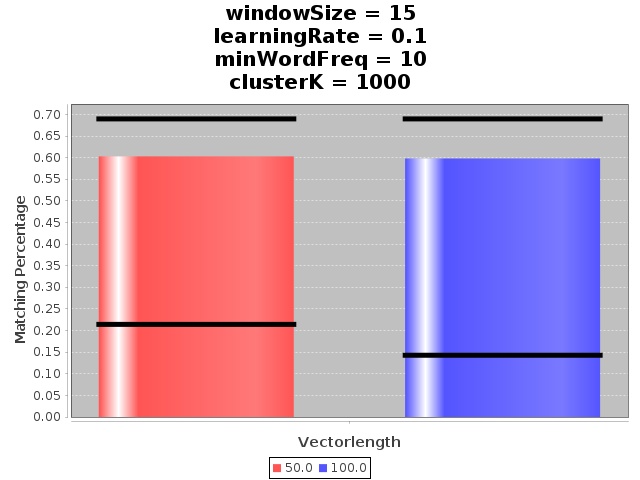 windowSize = 15
learningRate = 0.1
minWordFreq = 10
clusterK = 1000
Matching Percentage
0.70
0.65
0.60
0.55
0.50
0.45
0.40
0.35
0.30
0.25
0.20
0.15
0.10
0.05
0.00
Vectorlength
50.0 100.0